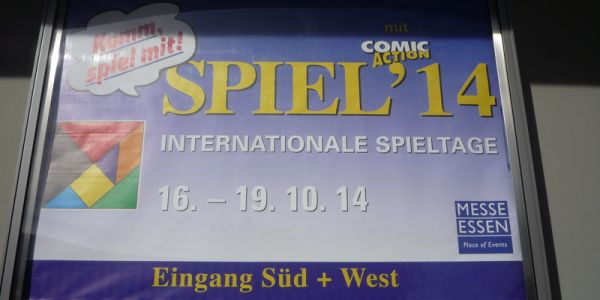 Komm,
spiel mit!
mit
COMIC
ACTION
SPIEL'14
INTERNATIONALE SPIELTAGE
16. – 19. 10. 14
MESSE
ESSEN
Place of Events
Eingang Süd + West